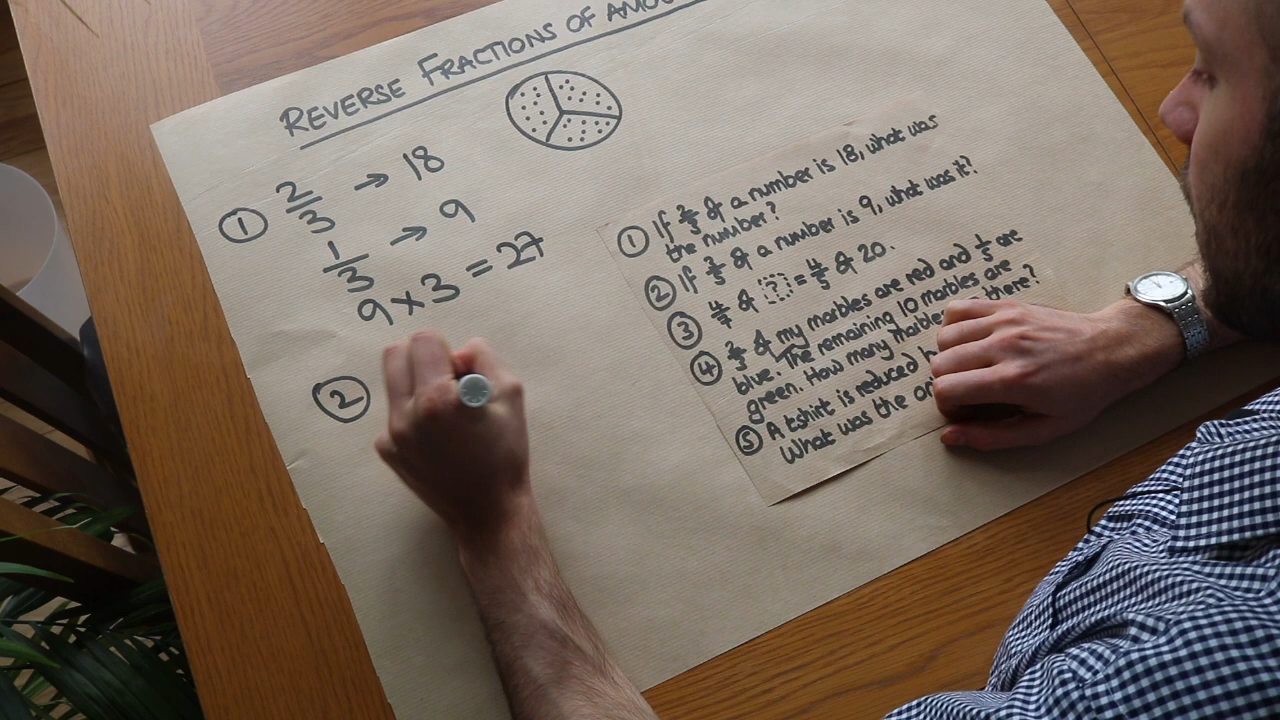 REVERSE FRACTIONS OF
① 2/3 → 18
1/3 → 9
9 × 3 = 27
②
① If 2/3 of a number is 18, what was
the number?
② If 3/5 of a number is 9, what was it?
③ 4/7 of ? = 4/5 of 20.
④ 2/3 of my marbles are red and 1/5 are
blue. The remaining 10 marbles are
green. How many marbles there?
⑤ A tshirt is reduced
What was the